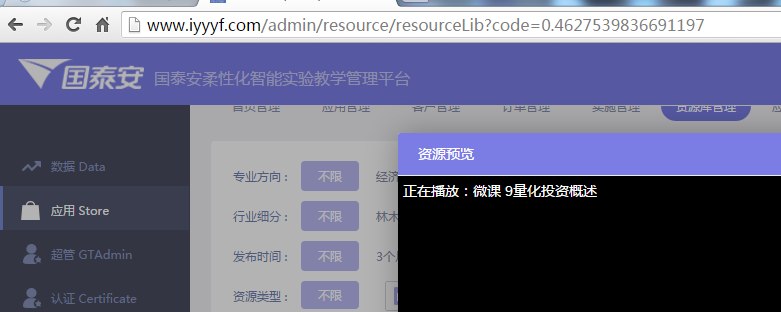 www.iyyyf.com/admin/resource/resourceLib?code=0.4627539836691197
国泰安 国泰安柔性化智能实验教学管理平台
首页管理 应用管理 客户管理 订单管理 实施管理 资源库管理
资源预览
正在播放：微课 9量化投资概述
数据 Data
应用 Store
超管 GTAdmin
认证 Certificate
专业方向： 不限 经济
行业细分： 不限 林木
发布时间： 不限 3个
资源类型： 不限